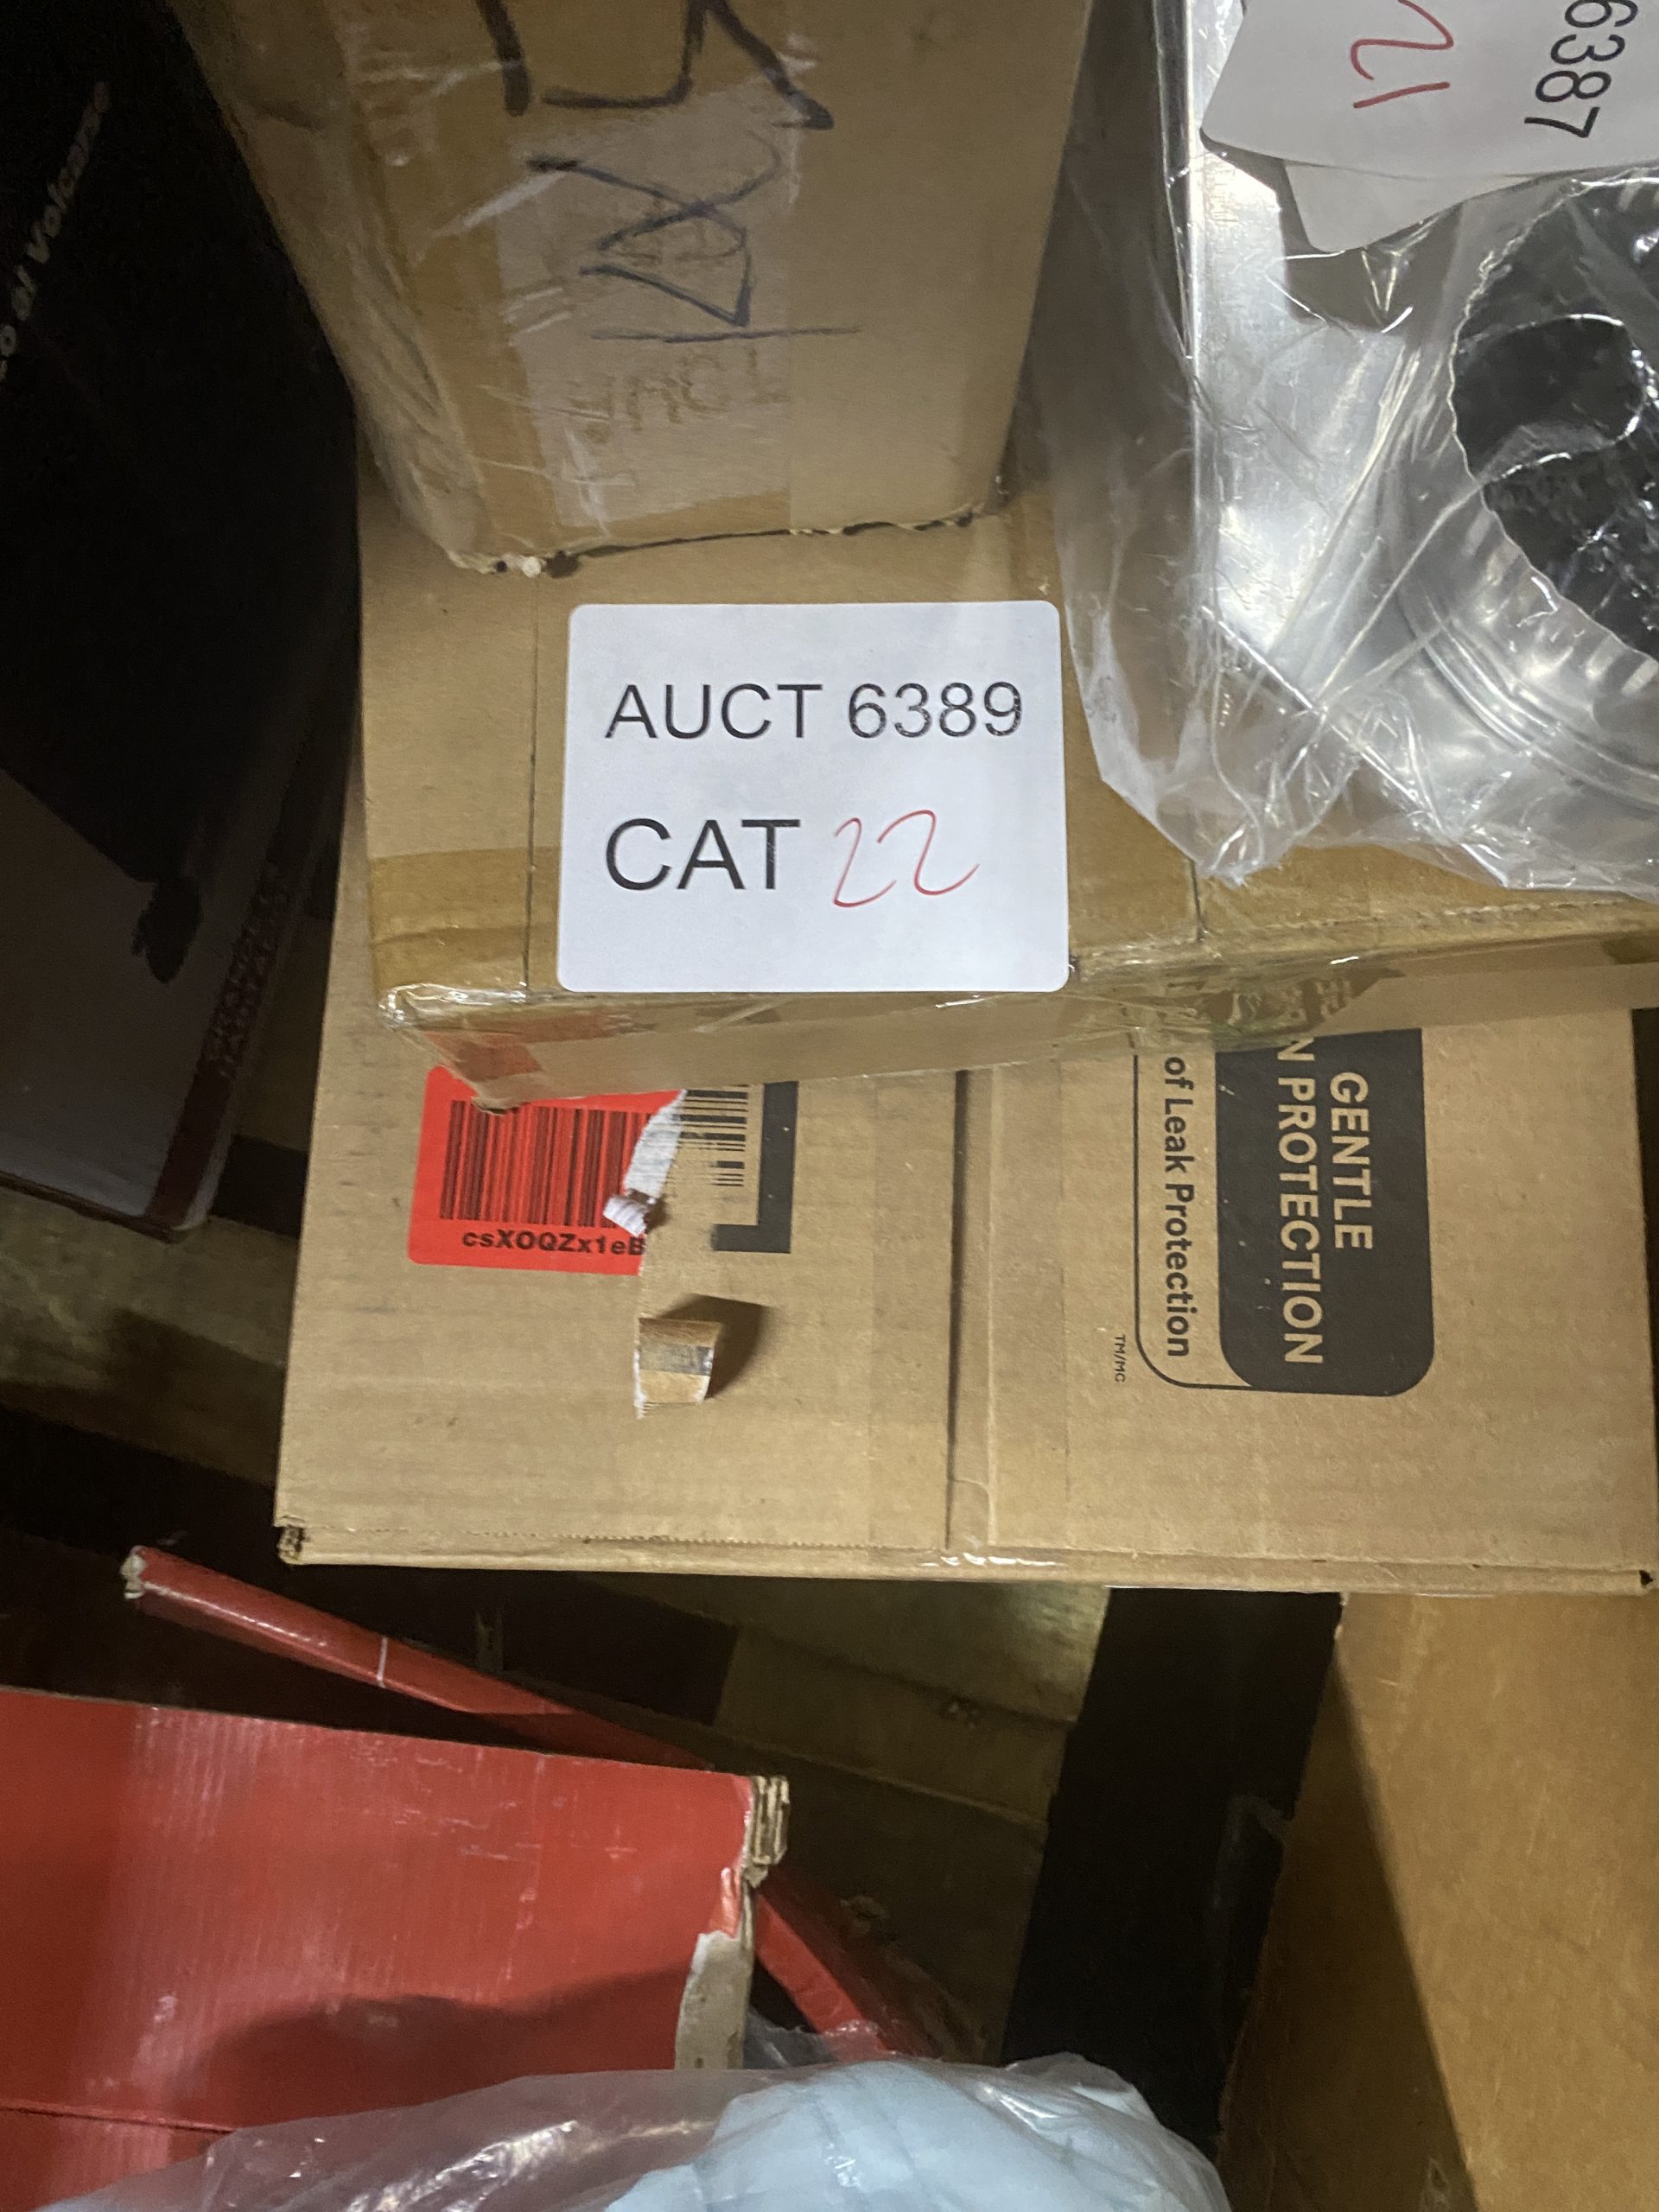 6387
21
AUCT 6389
CAT 22
csXOQZx1eB
GENTLE
N PROTECTION
of Leak Protection
TM/MC